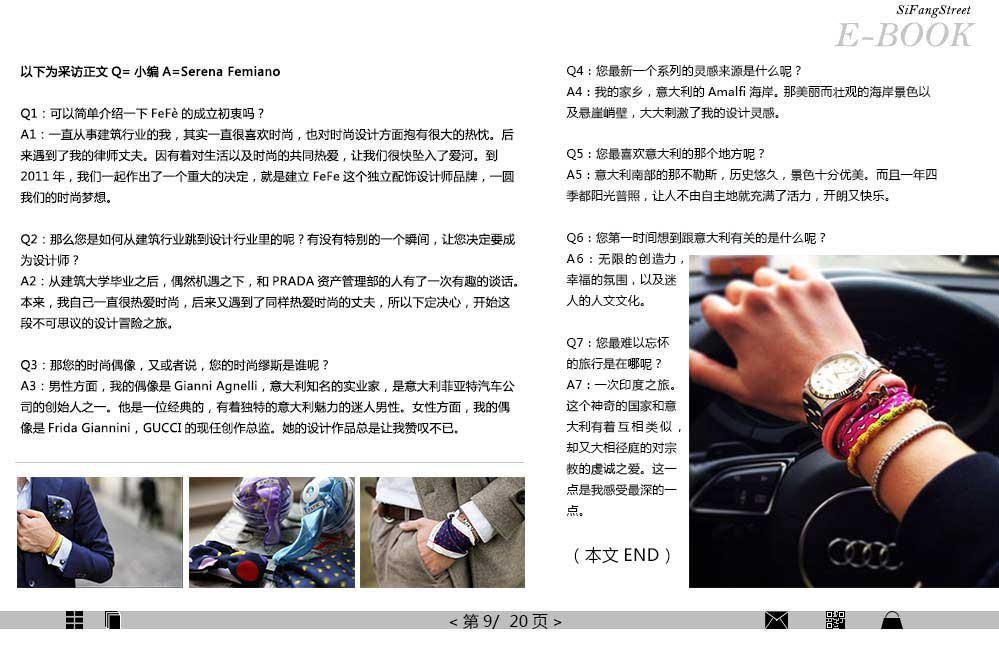 SiFangStreet
E-BOOK
以下为采访正文 Q= 小编 A=Serena Femiano
Q1：可以简单介绍一下 FeFè 的成立初衷吗？
A1：一直从事建筑行业的我，其实一直很喜欢时尚，也对时尚设计方面抱有很大的热忱。后
来遇到了我的律师丈夫。因有着对生活以及时尚的共同热爱，让我们很快坠入了爱河。到
2011 年，我们一起作出了一个重大的决定，就是建立 FeFe 这个独立配饰设计师品牌，一圆
我们的时尚梦想。
Q2：那么您是如何从建筑行业跳到设计行业里的呢？有没有特别的一个瞬间，让您决定要成
为设计师？
A2：从建筑大学毕业之后，偶然机遇之下，和 PRADA 资产管理部的人有了一次有趣的谈话。
本来，我自己一直很热爱时尚，后来又遇到了同样热爱时尚的丈夫，所以下定决心，开始这
段不可思议的设计冒险之旅。
Q3：那您的时尚偶像，又或者说，您的时尚缪斯是谁呢？
A3：男性方面，我的偶像是 Gianni Agnelli，意大利知名的实业家，是意大利菲亚特汽车公
司的创始人之一。他是一位经典的，有着独特的意大利魅力的迷人男性。女性方面，我的偶
像是 Frida Giannini，GUCCI 的现任创作总监。她的设计作品总是让我赞叹不已。
Q4：您最新一个系列的灵感来源是什么呢？
A4：我的家乡，意大利的 Amalfi 海岸。那美丽而壮观的海岸景色以
及悬崖峭壁，大大刺激了我的设计灵感。
Q5：您最喜欢意大利的那个地方呢？
A5：意大利南部的那不勒斯，历史悠久，景色十分优美。而且一年四
季都阳光普照，让人不由自主地就充满了活力，开朗又快乐。
Q6：您第一时间想到跟意大利有关的是什么呢？
A6：无限的创造力，
幸福的氛围，以及迷
人的人文文化。
Q7：您最难以忘怀
的旅行是在哪呢？
A7：一次印度之旅。
这个神奇的国家和意
大利有着互相类似，
却又大相径庭的对宗
教的虔诚之爱。这一
点是我感受最深的一
点。
（本文 END ）
< 第 9/ 20 页 >